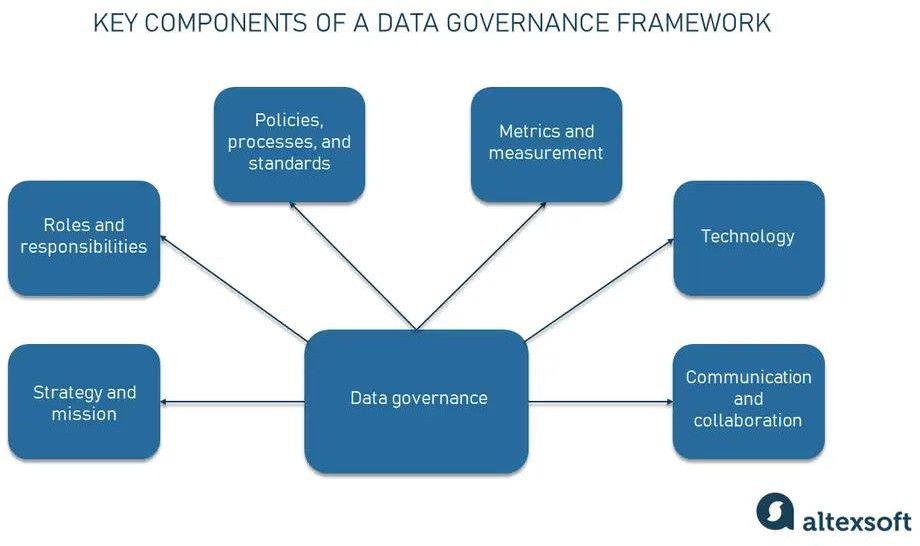 KEY COMPONENTS OF A DATA GOVERNANCE FRAMEWORK
Policies,
processes, and
standards
Metrics and
measurement
Roles and
responsibilities
Technology
Strategy and
mission
Data governance
Communication
and
collaboration
altexsoft